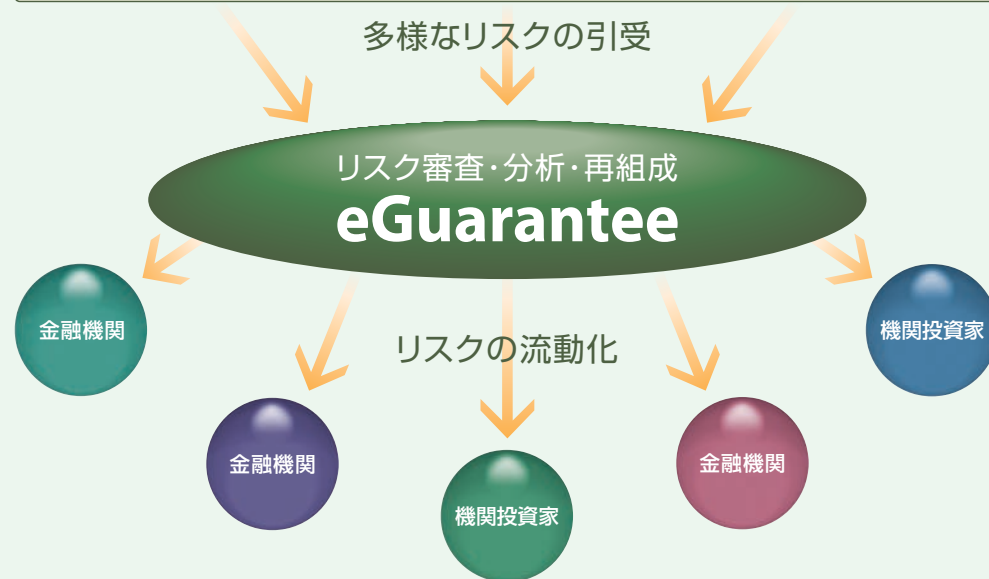 多様なリスクの引受
リスク審査・分析・再組成
eGuarantee
金融機関
機関投資家
リスクの流動化
金融機関
金融機関
機関投資家